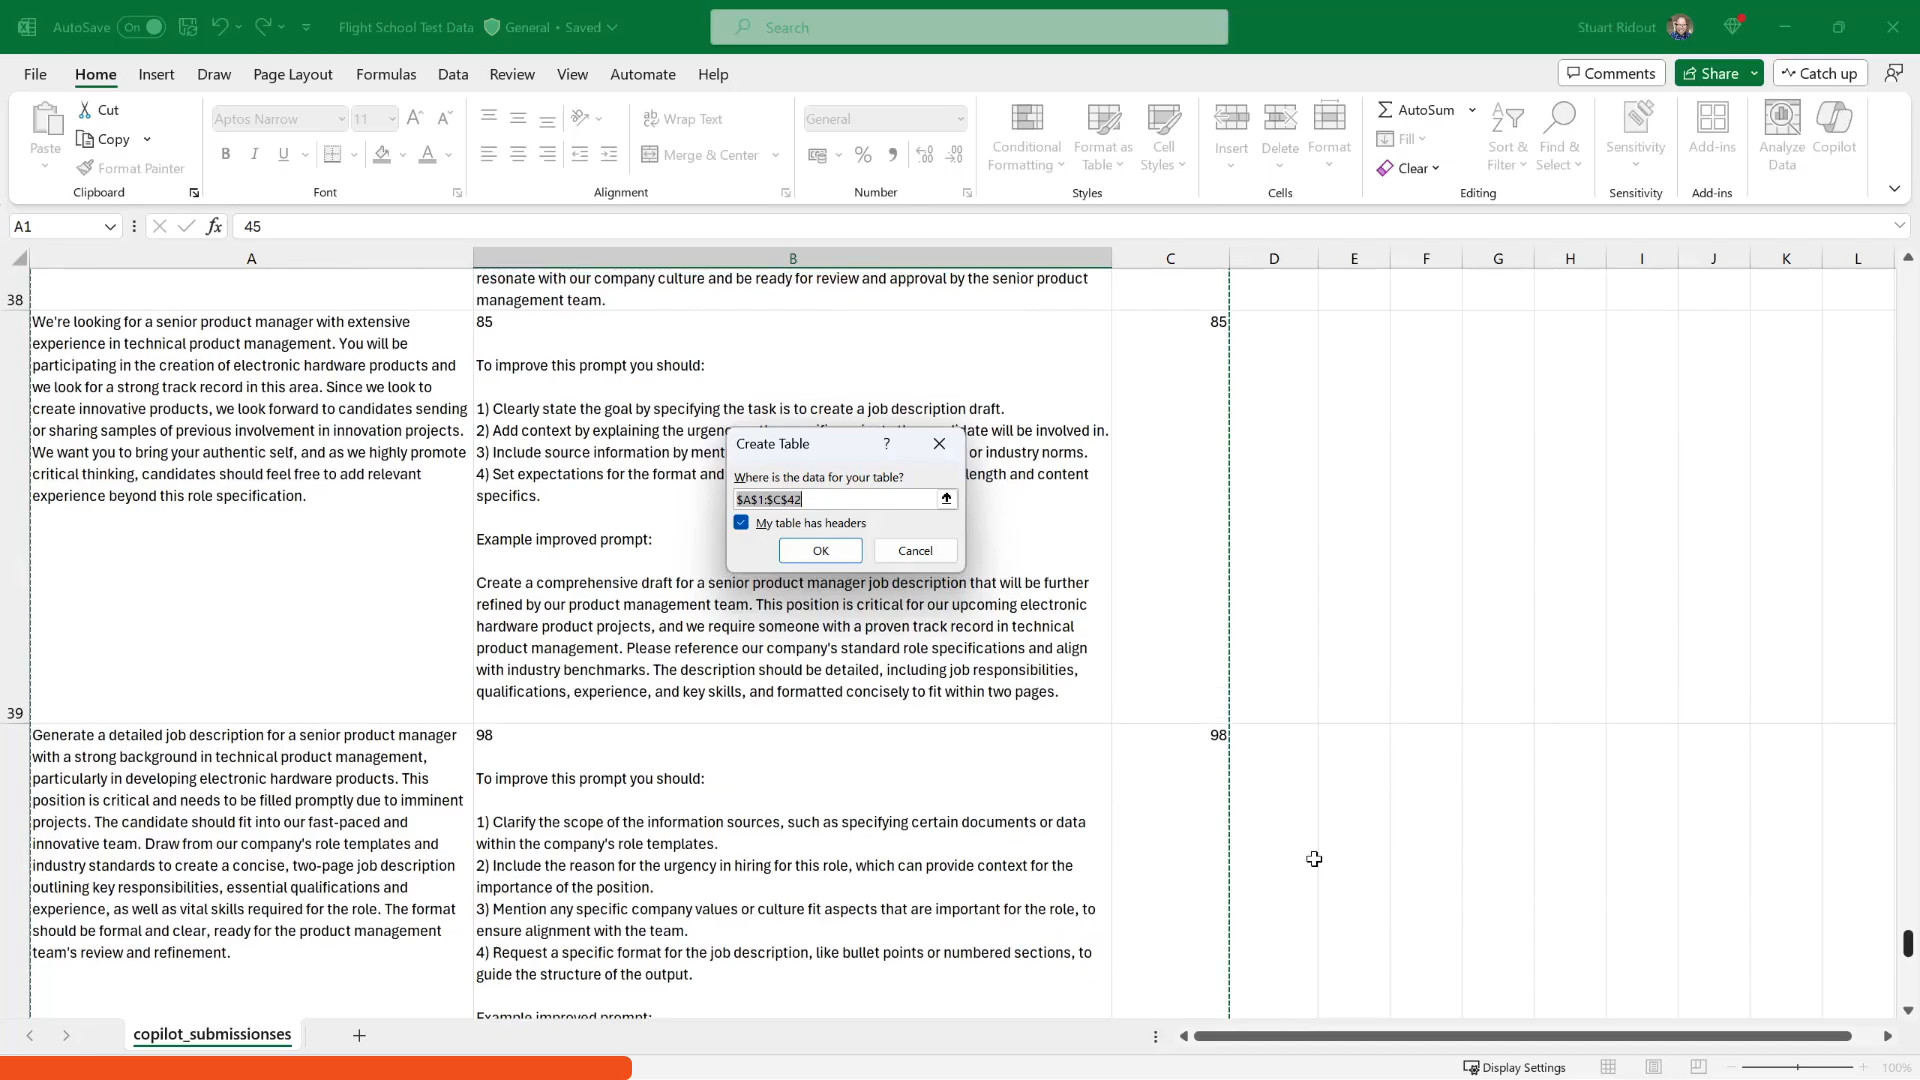 AutoSave On Flight School Test Data General • Saved Search Stuart Ridout
File Home Insert Draw Page Layout Formulas Data Review View Automate Help Comments Share Catch up
Paste Cut Copy Format Painter Clipboard
Aptos Narrow 11 B I U Font
Wrap Text Merge & Center Alignment
General Number
Conditional Formatting Format as Table Cell Styles Styles
Insert Delete Format Cells
AutoSum Fill Clear Sort & Filter Find & Select Editing
Sensitivity Sensitivity
Add-ins Add-ins
Analyze Data Copilot
A1 fx 45
A B C D E F G H I J K L
resonate with our company culture and be ready for review and approval by the senior product
38 management team.
We're looking for a senior product manager with extensive
experience in technical product management. You will be
participating in the creation of electronic hardware products and
we look for a strong track record in this area. Since we look to
create innovative products, we look forward to candidates sending
or sharing samples of previous involvement in innovation projects.
We want you to bring your authentic self, and as we highly promote
critical thinking, candidates should feel free to add relevant
experience beyond this role specification.
85 85
To improve this prompt you should:
1) Clearly state the goal by specifying the task is to create a job description draft.
2) Add context by explaining the urgen will be involved in.
3) Include source information by ment or industry norms.
4) Set expectations for the format and length and content
specifics.
Create Table ?
Where is the data for your table?
$A$1:$C$42
My table has headers
OK Cancel
Example improved prompt:
Create a comprehensive draft for a senior product manager job description that will be further
refined by our product management team. This position is critical for our upcoming electronic
hardware product projects, and we require someone with a proven track record in technical
product management. Please reference our company's standard role specifications and align
with industry benchmarks. The description should be detailed, including job responsibilities,
qualifications, experience, and key skills, and formatted concisely to fit within two pages.
39
Generate a detailed job description for a senior product manager
with a strong background in technical product management,
particularly in developing electronic hardware products. This
position is critical and needs to be filled promptly due to imminent
projects. The candidate should fit into our fast-paced and
innovative team. Draw from our company's role templates and
industry standards to create a concise, two-page job description
outlining key responsibilities, essential qualifications and
experience, as well as vital skills required for the role. The format
should be formal and clear, ready for the product management
team's review and refinement.
98 98
To improve this prompt you should:
1) Clarify the scope of the information sources, such as specifying certain documents or data
within the company's role templates.
2) Include the reason for the urgency in hiring for this role, which can provide context for the
importance of the position.
3) Mention any specific company values or culture fit aspects that are important for the role, to
ensure alignment with the team.
4) Request a specific format for the job description, like bullet points or numbered sections, to
guide the structure of the output.
Example improved prompt:
copilot_submissionses
Display Settings 100%